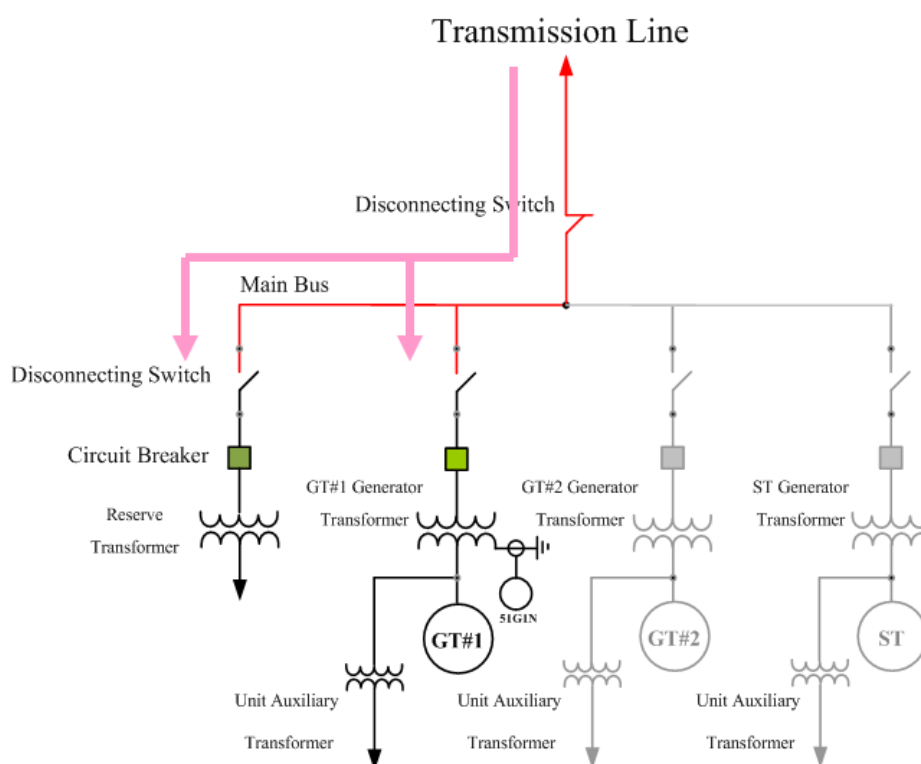 Transmission Line
Disconnecting Switch
Main Bus
Disconnecting Switch
Circuit Breaker
GT#1 Generator
Transformer
GT#2 Generator
Transformer
ST Generator
Transformer
Reserve
Transformer
51G1N
GT#1
GT#2
ST
Unit Auxiliary
Transformer
Unit Auxiliary
Transformer
Unit Auxiliary
Transformer